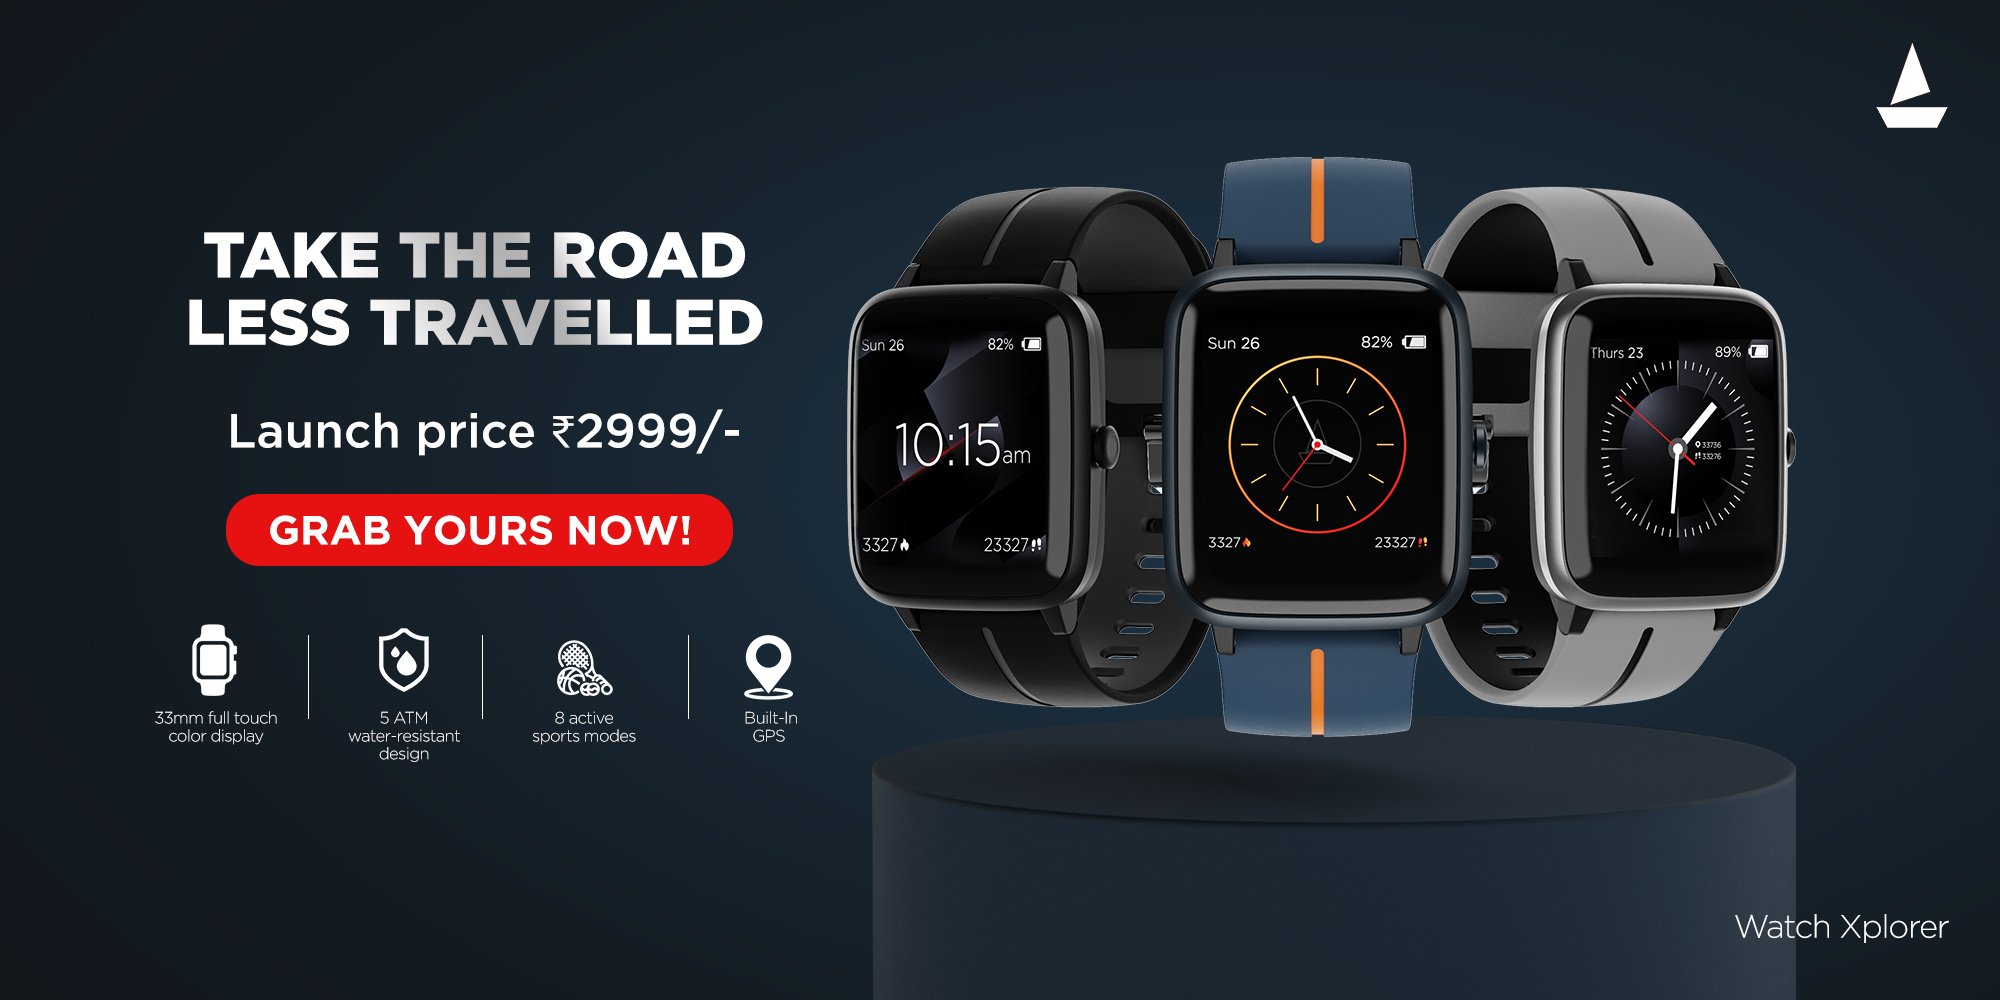 TAKE THE ROAD
LESS TRAVELLED
Launch price ₹2999/-
GRAB YOURS NOW!
33mm full touch
color display
5 ATM
water-resistant
design
8 active
sports modes
Built-In
GPS
Sun 26 82%
10:15am
3327 23327
Sun 26 82%
3327 23327
Thurs 23 89%
33736
33276
Watch Xplorer